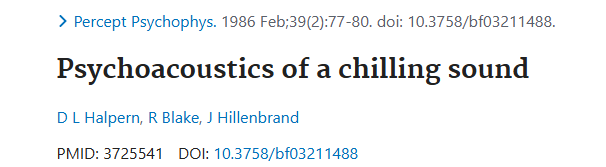 Percept Psychophys. 1986 Feb;39(2):77-80. doi: 10.3758/bf03211488.
Psychoacoustics of a chilling sound
D L Halpern, R Blake, J Hillenbrand
PMID: 3725541 DOI: 10.3758/bf03211488